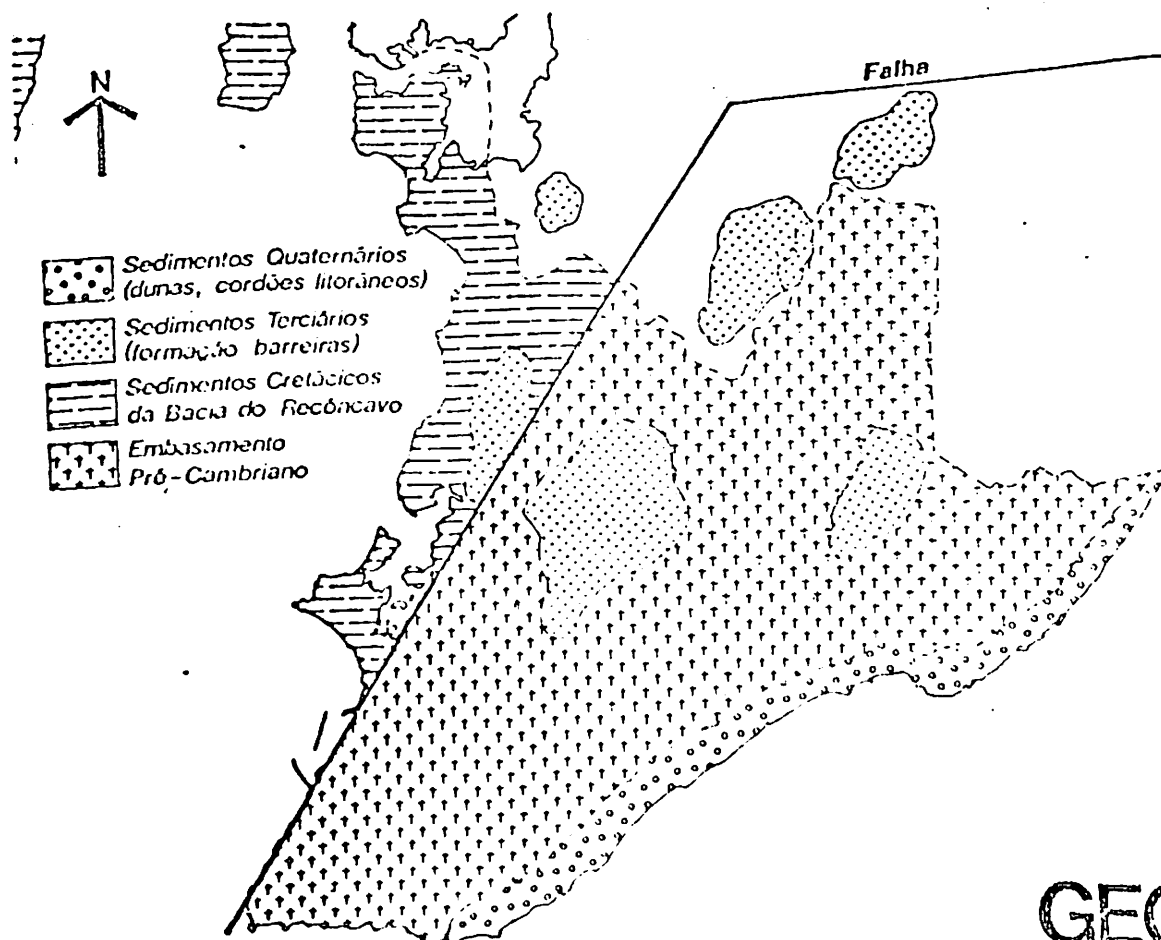 Falha
N
Sedimentos Quaternários
(dunas, cordões litorâneos)
Sedimentos Terciários
(formação barreiras)
Sedimentos Cretácicos
da Bacia do Recôncavo
Embasamento
Pré-Cambriano
GEO